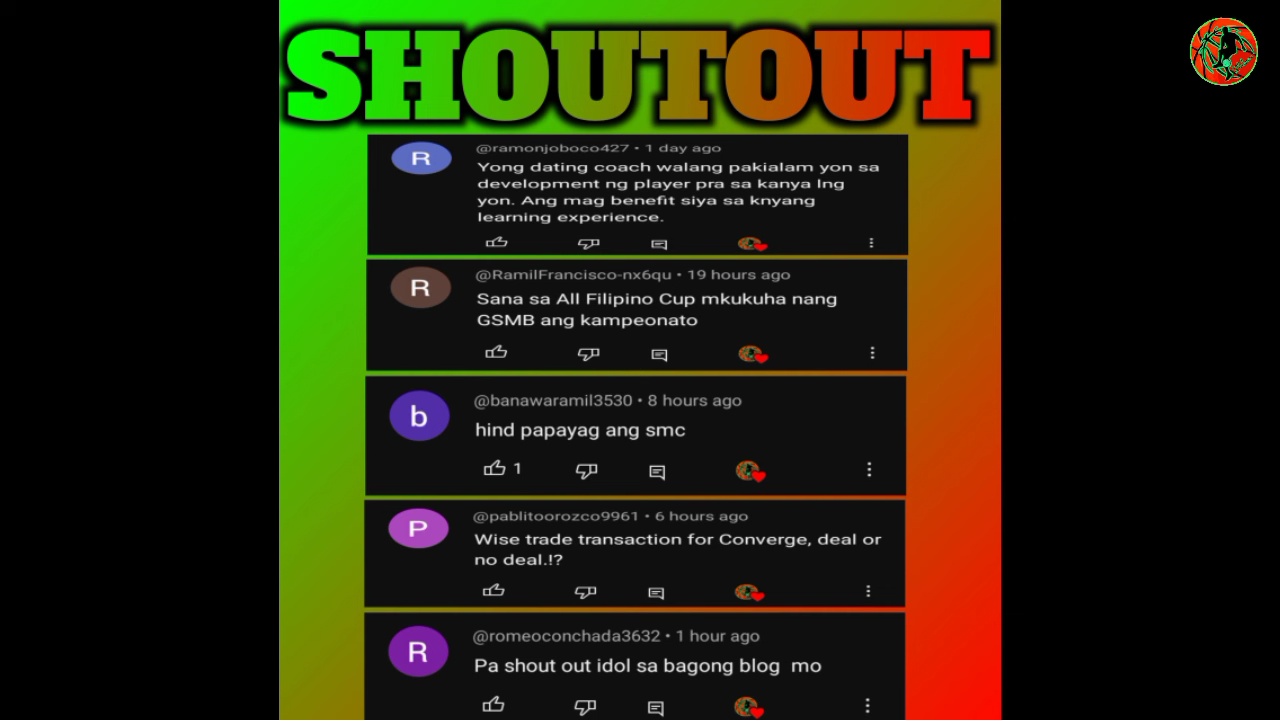 SHOUTOUT
R
@ramonjoboco427 • 1 day ago
Yong dating coach walang pakialam yon sa
development ng player pra sa kanya lng
yon. Ang mag benefit siya sa knyang
learning experience.
R
@RamilFrancisco-nx6qu • 19 hours ago
Sana sa All Filipino Cup mkukuha nang
GSMB ang kampeonato
b
@banawaramil3530 • 8 hours ago
hind papayag ang smc
1
P
@pablitoorozco9961 • 6 hours ago
Wise trade transaction for Converge, deal or
no deal.!?
R
@romeoconchada3632 • 1 hour ago
Pa shout out idol sa bagong blog mo